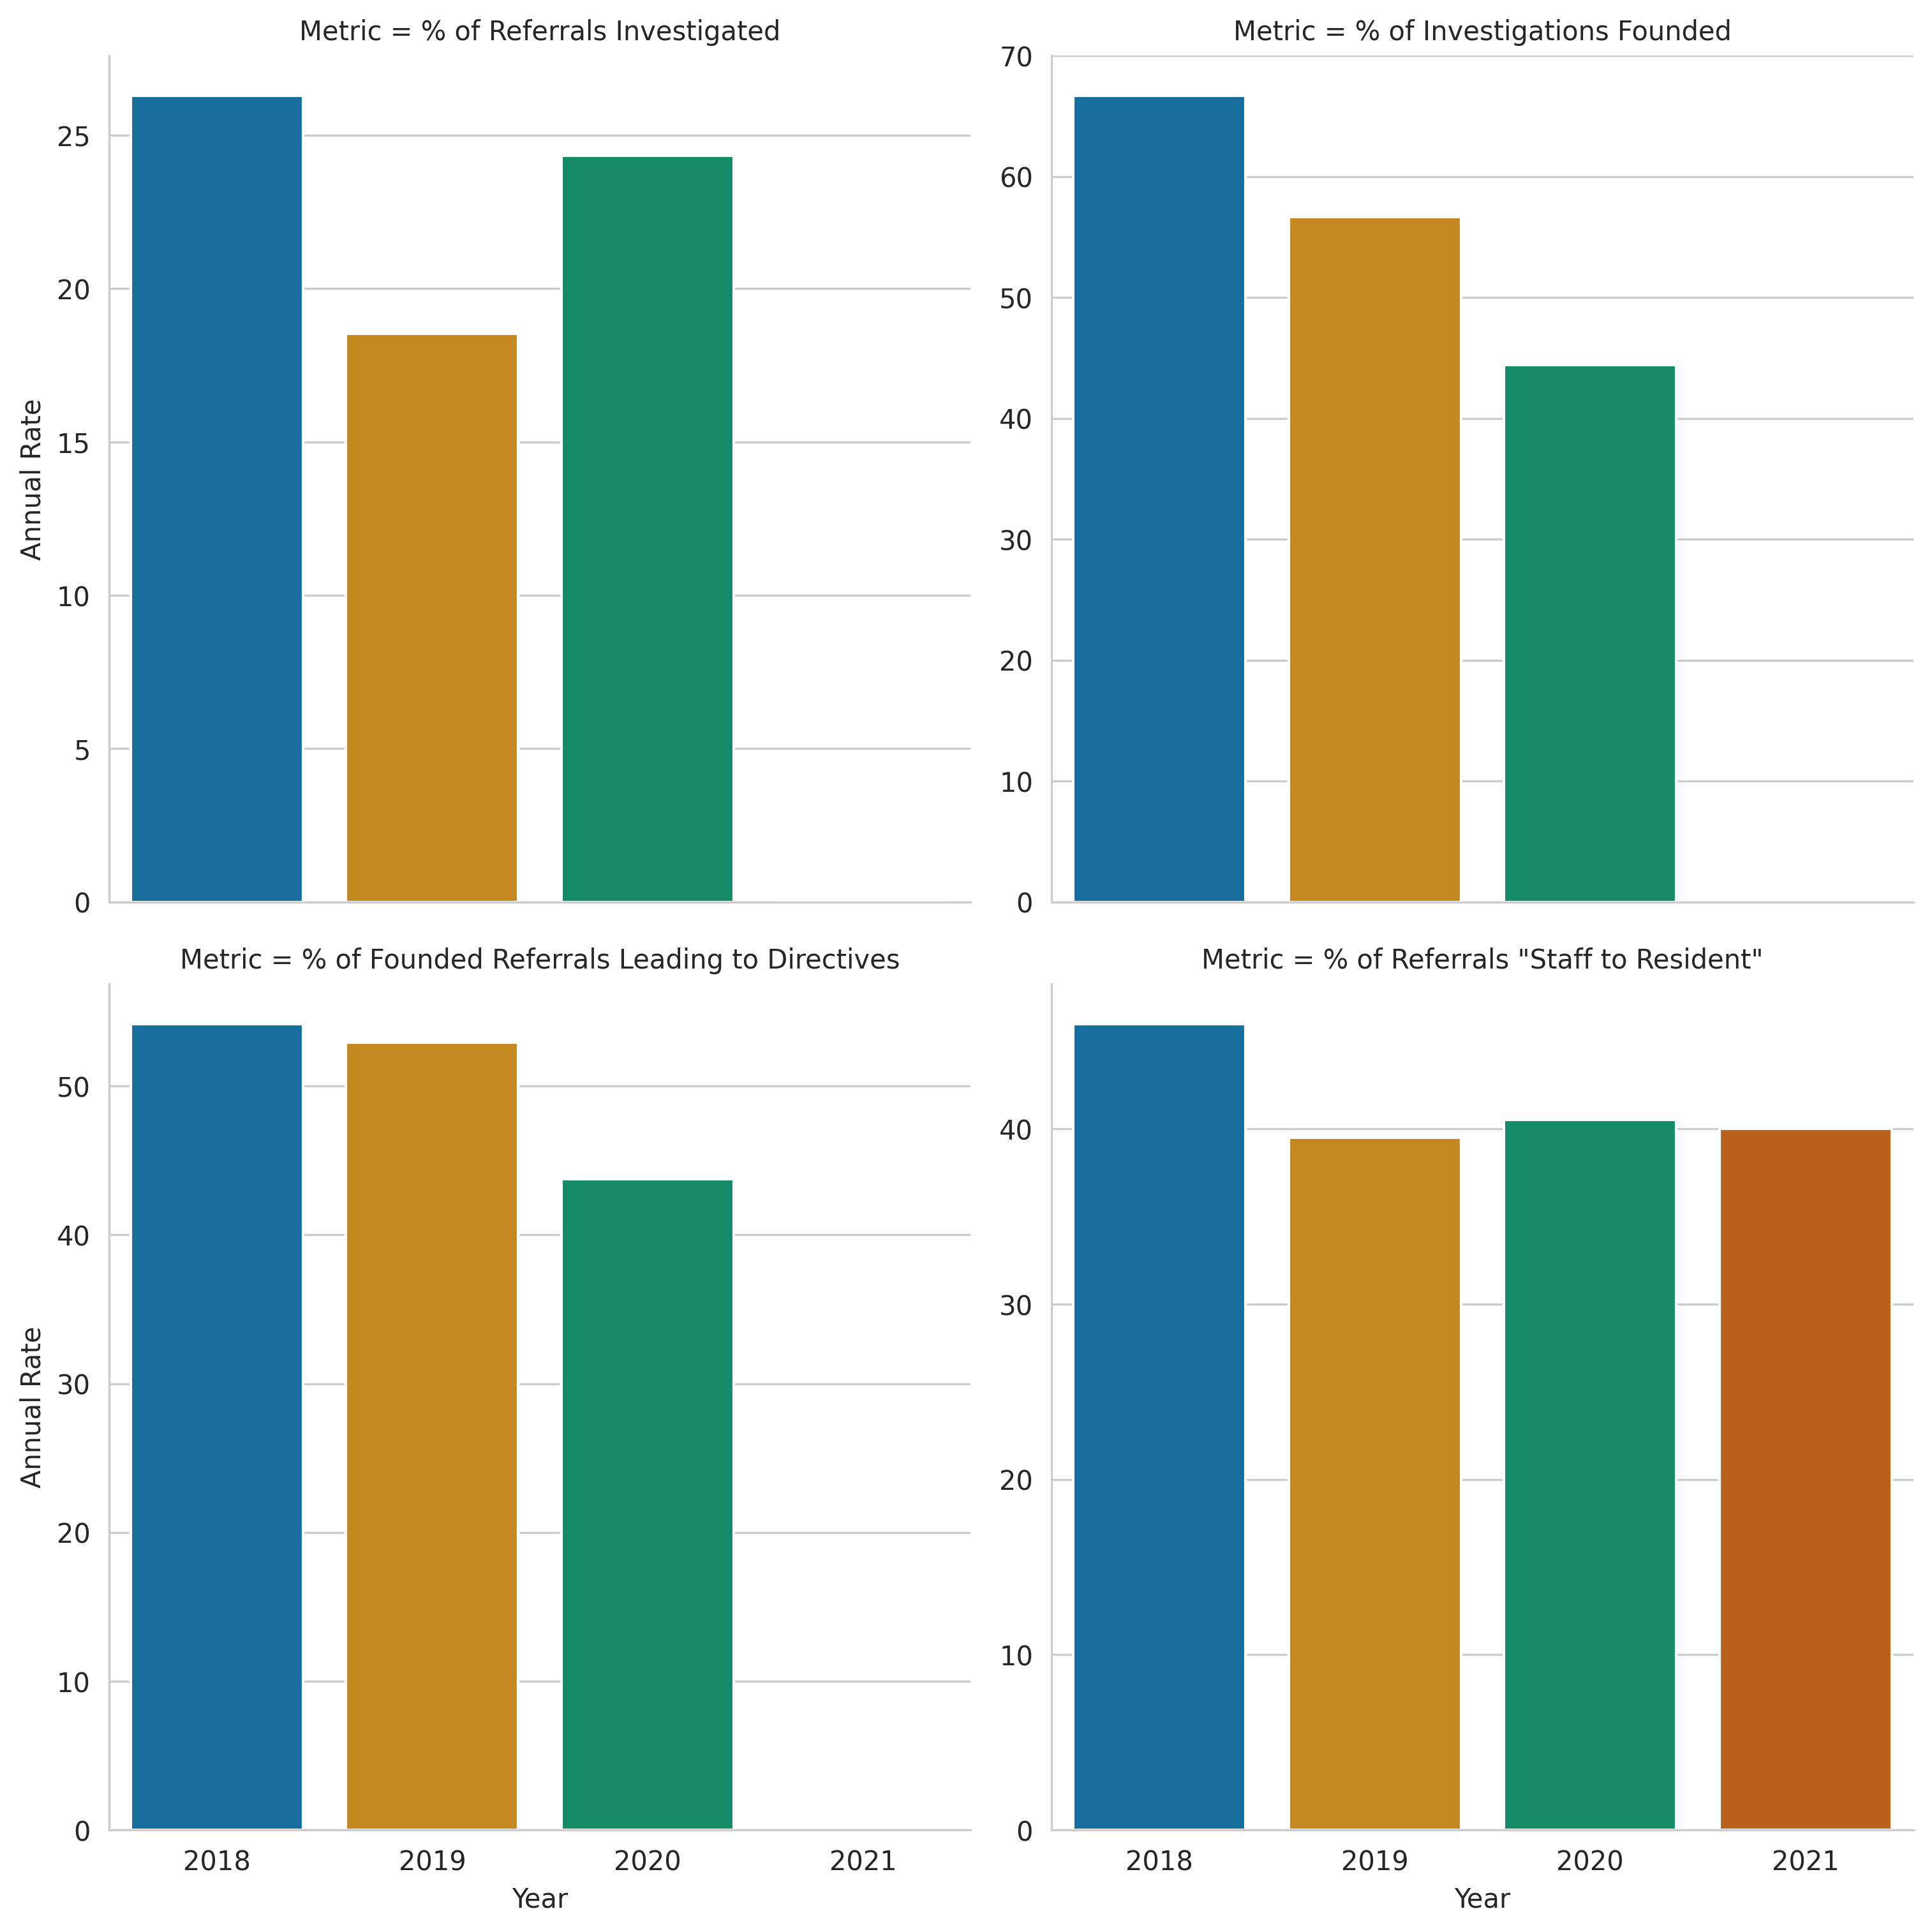 Metric = % of Referrals Investigated
Annual Rate
25
20
15
10
5
0
Metric = % of Investigations Founded
70
60
50
40
30
20
10
0
Metric = % of Founded Referrals Leading to Directives
Annual Rate
50
40
30
20
10
0
2018 2019 2020 2021
Year
Metric = % of Referrals "Staff to Resident"
40
30
20
10
0
2018 2019 2020 2021
Year